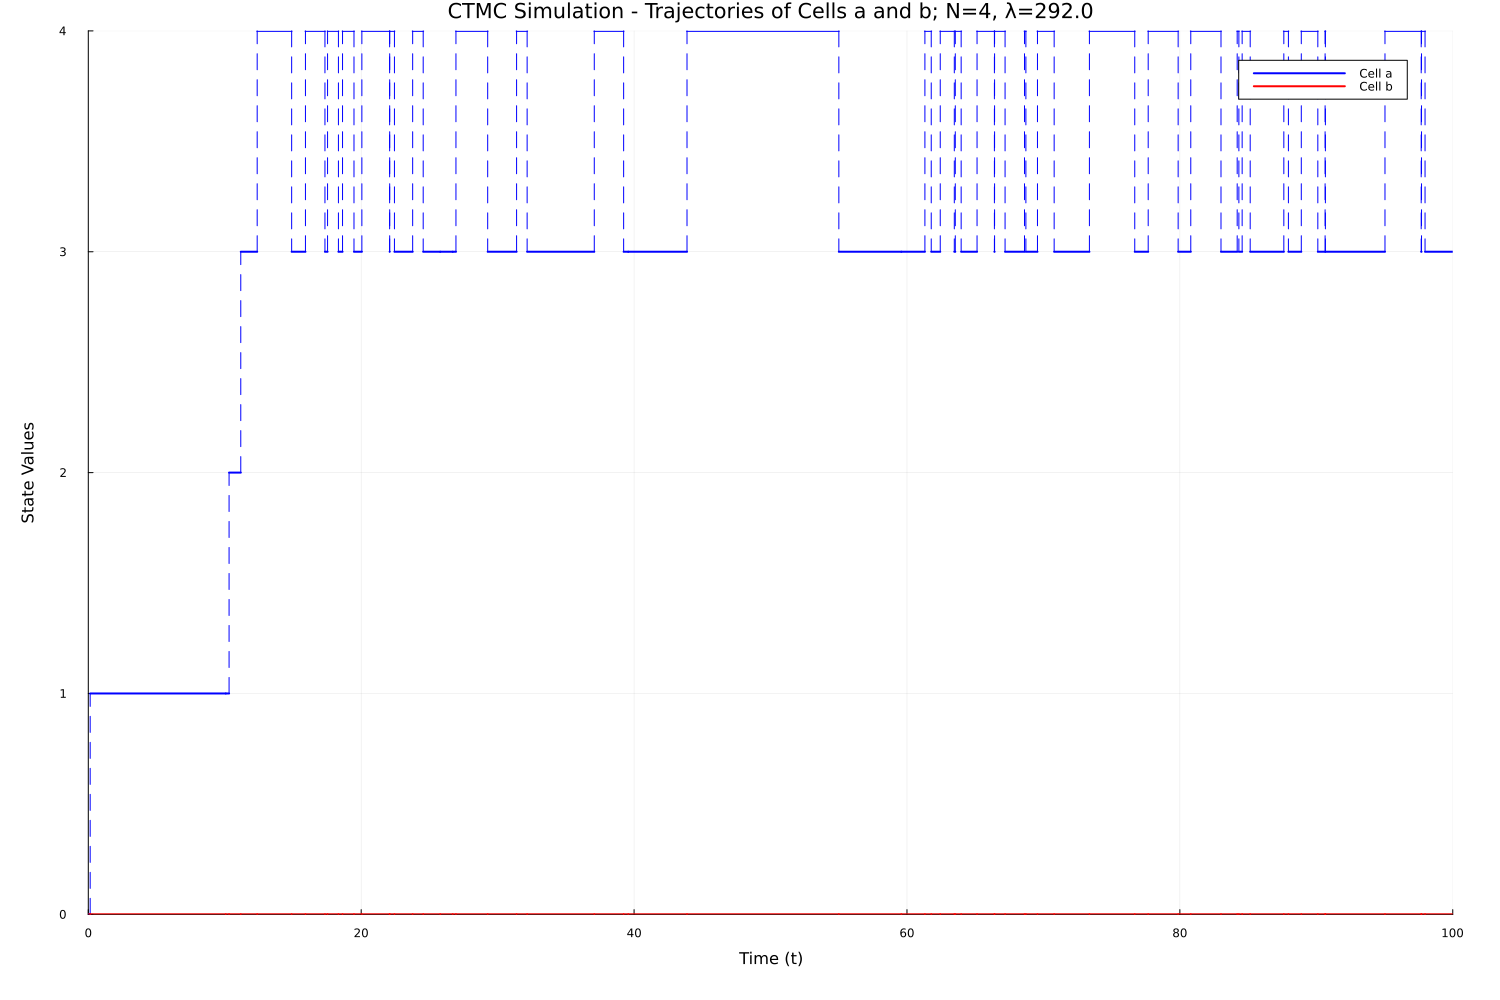 CTMC Simulation - Trajectories of Cells a and b; N=4, λ=292.0
4
Cell a
Cell b
3
State Values
2
1
0
0 20 40 60 80 100
Time (t)